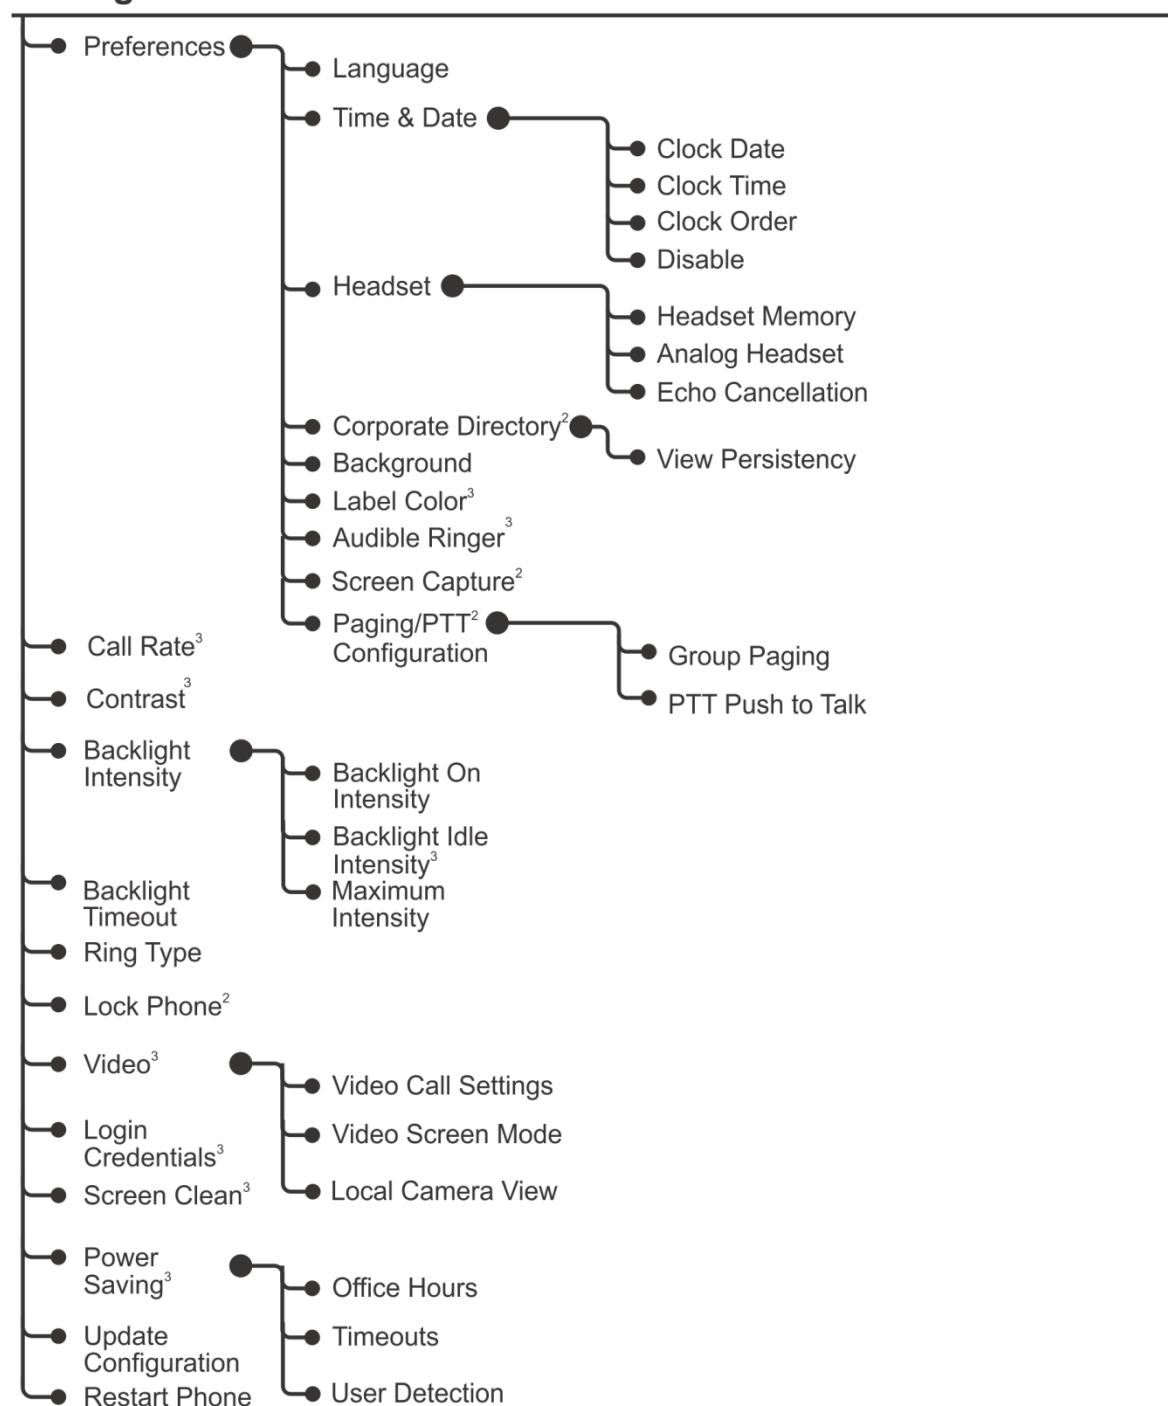 Preferences
Language
Time & Date
Clock Date
Clock Time
Clock Order
Disable
Headset
Headset Memory
Analog Headset
Echo Cancellation
Corporate Directory²
View Persistency
Background
Label Color³
Audible Ringer³
Screen Capture²
Paging/PTT²
Configuration
Group Paging
PTT Push to Talk
Call Rate³
Contrast³
Backlight
Intensity
Backlight On
Intensity
Backlight Idle
Intensity³
Maximum
Intensity
Backlight
Timeout
Ring Type
Lock Phone²
Video³
Video Call Settings
Video Screen Mode
Local Camera View
Login
Credentials³
Screen Clean³
Power
Saving³
Office Hours
Timeouts
User Detection
Update
Configuration
Restart Phone